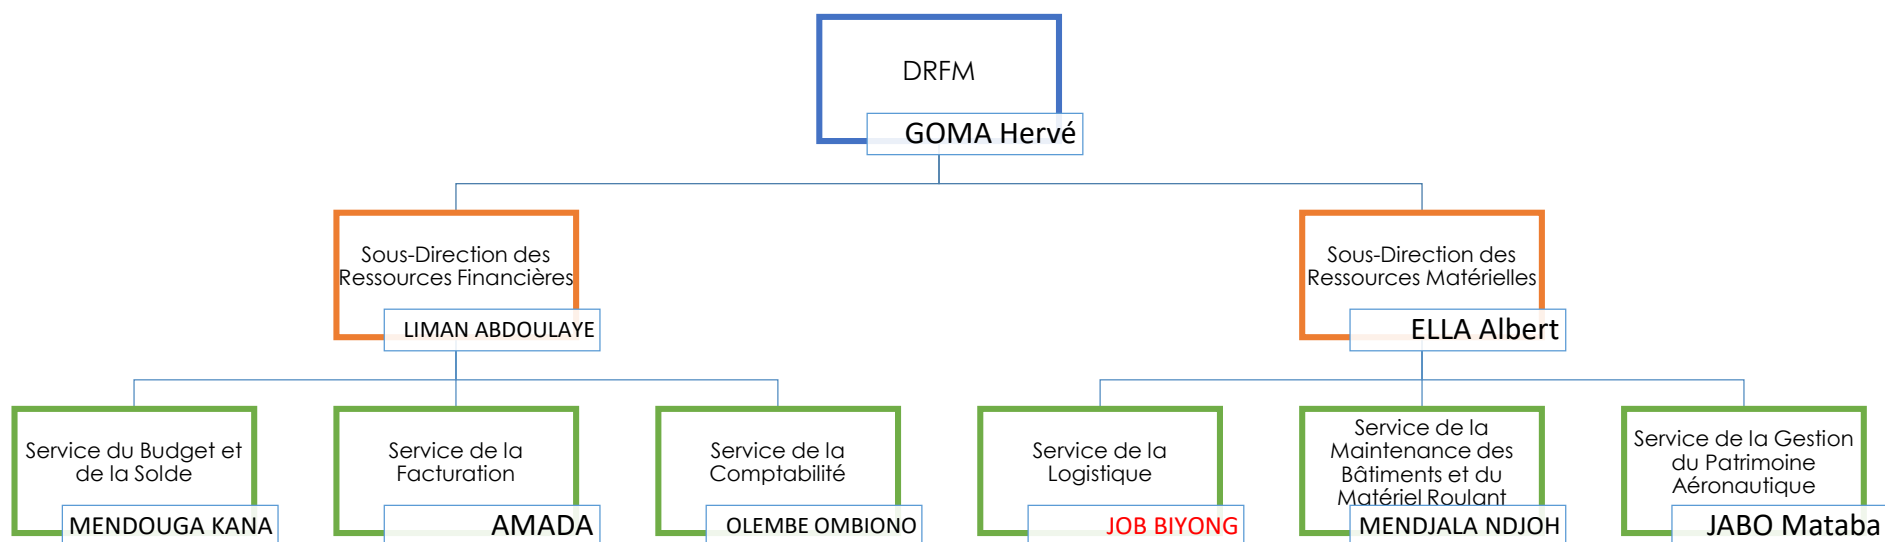 DRFM
GOMA Hervé
Sous-Direction des
Ressources Financières
LIMAN ABDOULAYE
Sous-Direction des
Ressources Matérielles
ELLA Albert
Service du Budget et
de la Solde
MENDOUGA KANA
Service de la
Facturation
AMADA
Service de la
Comptabilité
OLEMBE OMBIONO
Service de la
Logistique
JOB BIYONG
Service de la
Maintenance des
Bâtiments et du
Matériel Roulant
MENDJALA NDJOH
Service de la Gestion
du Patrimoine
Aéronautique
JABO Mataba